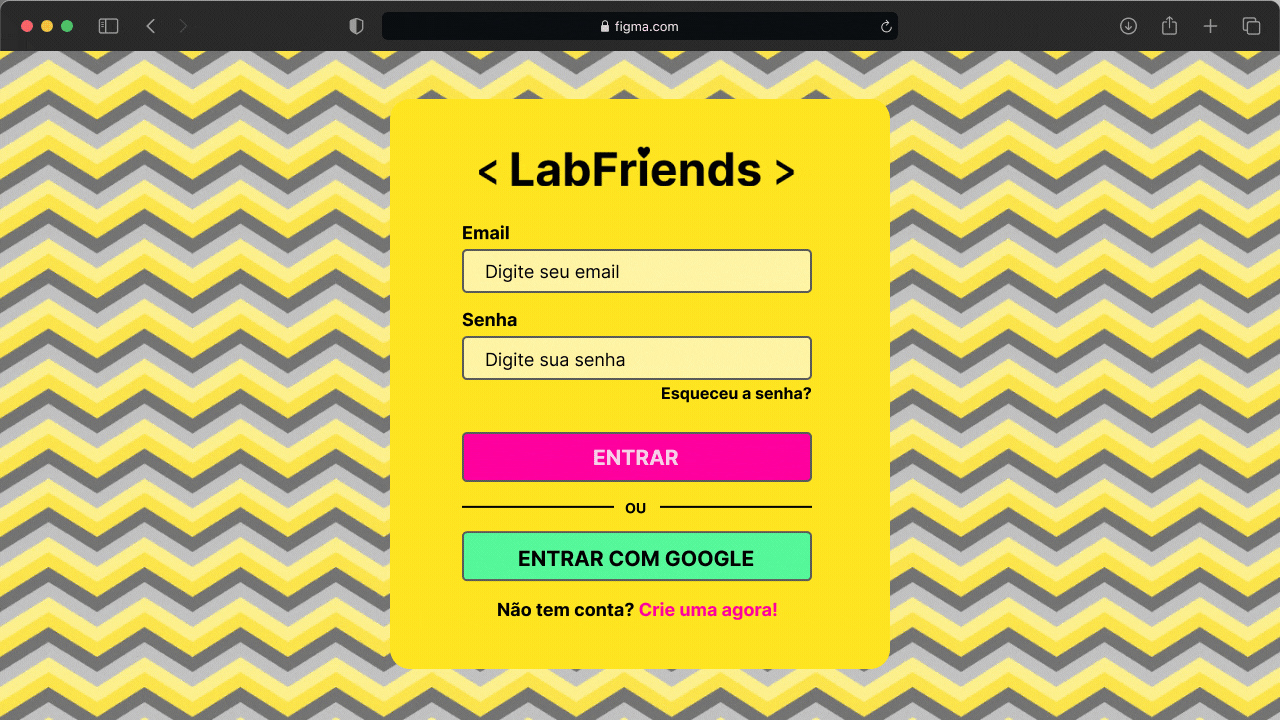 figma.com
< LabFriends >
Email
Digite seu email
Senha
Digite sua senha
Esqueceu a senha?
ENTRAR
OU
ENTRAR COM GOOGLE
Não tem conta? Crie uma agora!